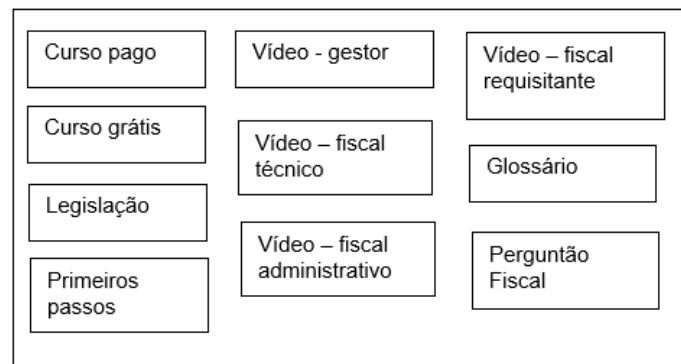 Curso pago
Curso grátis
Legislação
Primeiros
passos
Vídeo - gestor
Vídeo – fiscal
técnico
Vídeo – fiscal
administrativo
Vídeo – fiscal
requisitante
Glossário
Perguntão
Fiscal